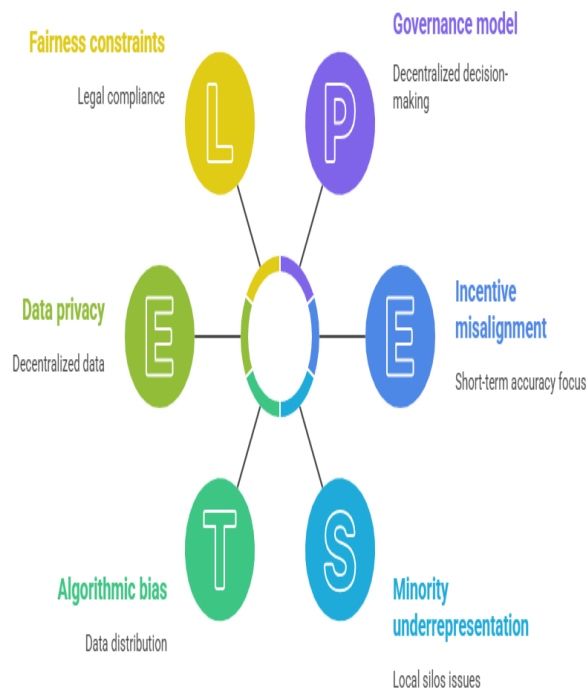 Fairness constraints
Legal compliance
L
P
Governance model
Decentralized decision-
making
Data privacy
Decentralized data
E
E
Incentive
misalignment
Short-term accuracy focus
Algorithmic bias
Data distribution
T
S
Minority
underrepresentation
Local silos issues